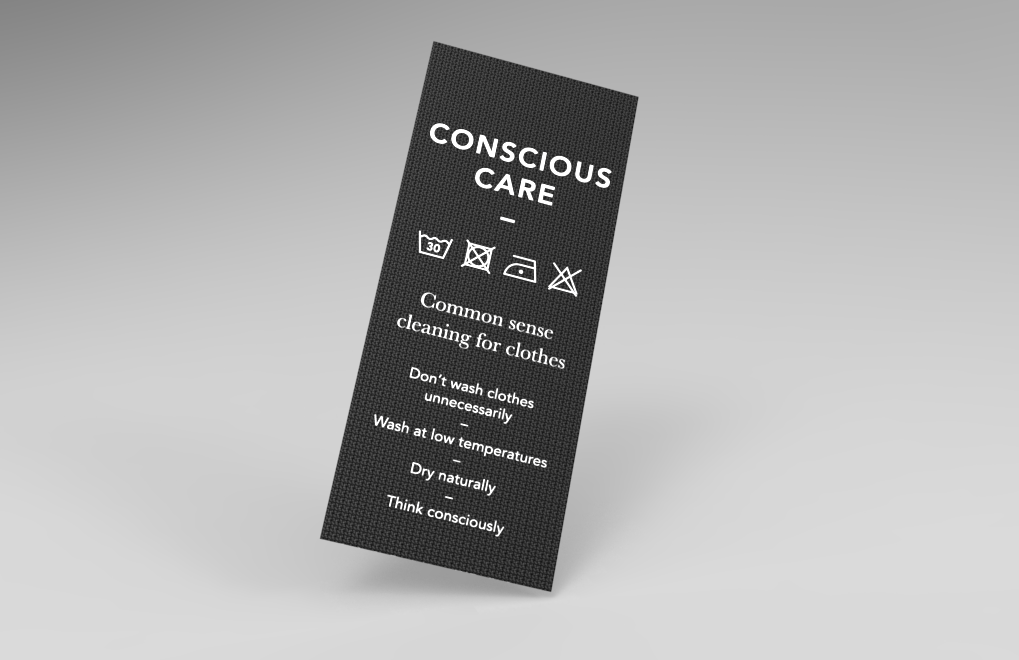 CONSCIOUS
CARE
–
30
Common sense
cleaning for clothes
Don't wash clothes
unnecessarily
–
Wash at low temperatures
–
Dry naturally
–
Think consciously